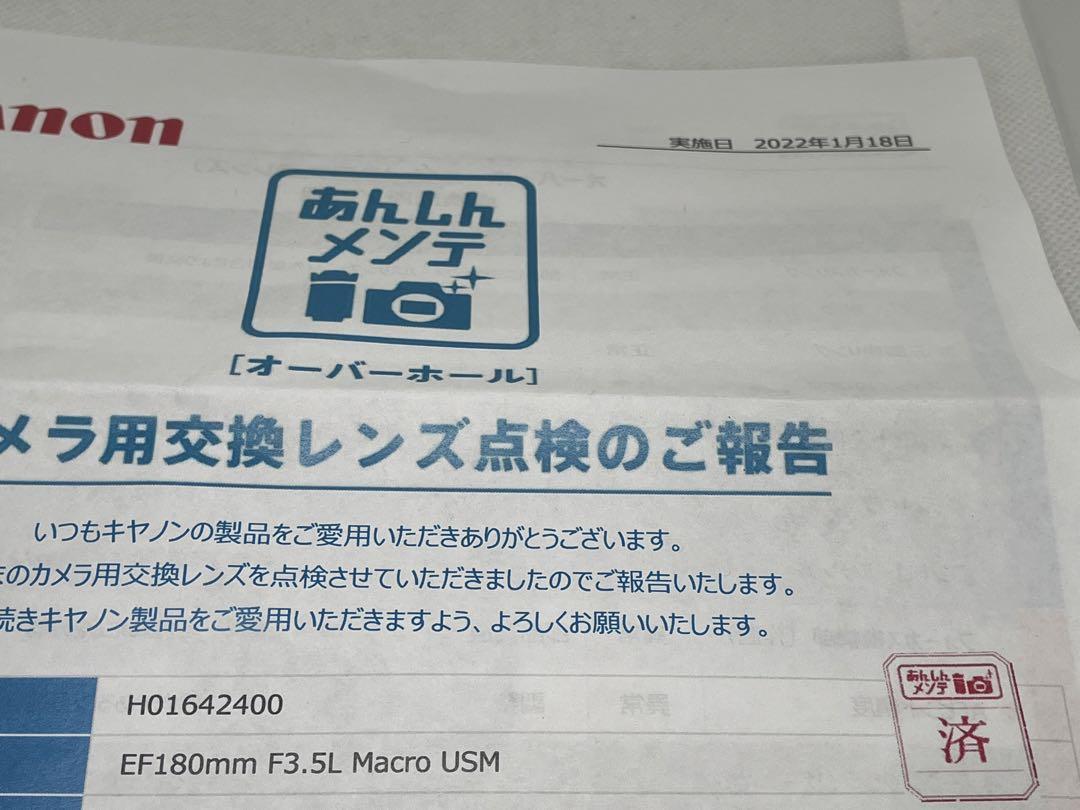 anon
実施日 2022年1月18日
あんしん
メンテ
[オーバーホール]
メラ用交換レンズ点検のご報告
いつもキヤノンの製品をご愛用いただきありがとうございます。
のカメラ用交換レンズを点検させていただきましたのでご報告いたします。
続きキヤノン製品をご愛用いただきますよう、よろしくお願いいたします。
H01642400
EF180mm F3.5L Macro USM
あんしん
メンテ
済